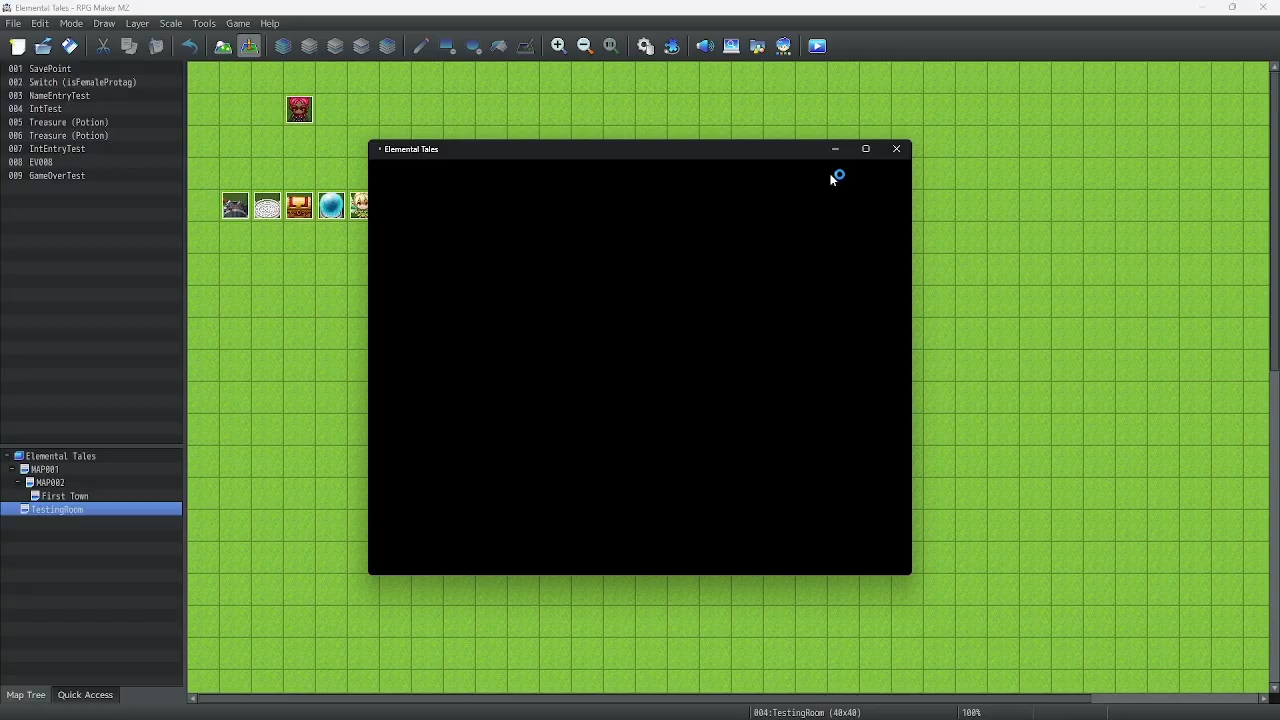 Elemental Tales - RPG Maker MZ
File Edit Mode Draw Layer Scale Tools Game Help
001 SavePoint
002 Switch (isFemaleProtag)
003 NameEntryTest
004 IntTest
005 Treasure (Potion)
006 Treasure (Potion)
007 IntEntryTest
008 EV008
009 GameOverTest
Elemental Tales
Elemental Tales
MAP001
MAP002
First Town
TestingRoom
Map Tree Quick Access
004:TestingRoom (40x40) 100%